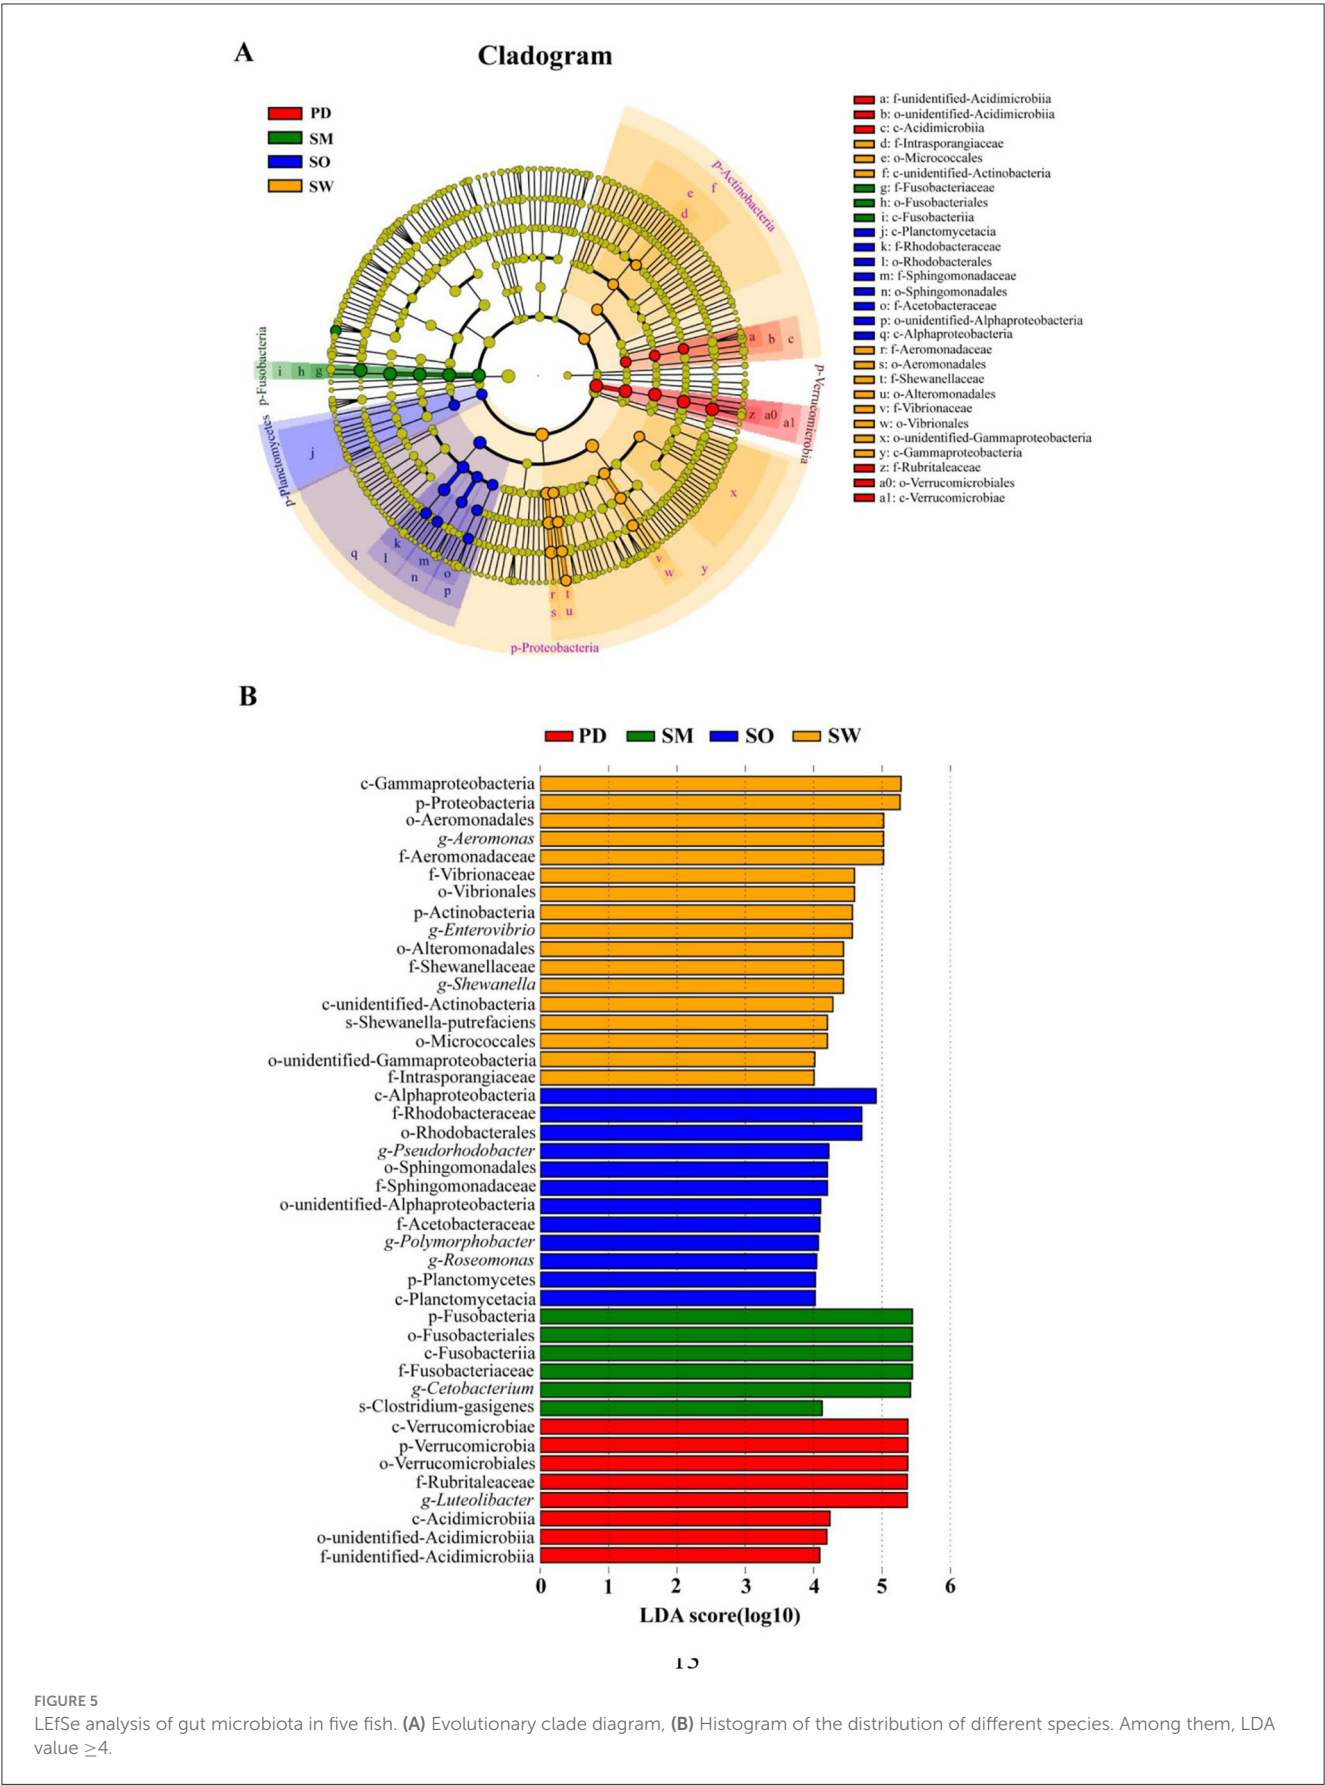 A
Cladogram
PD
SM
SO
SW
a: f-unidentified-Acidimicrobiia
b: o-unidentified-Acidimicrobiia
c: c-Acidimicrobiia
d: f-Intrasporangiaceae
e: o-Micrococcales
f: c-unidentified-Actinobacteria
g: f-Fusobacteriaceae
h: o-Fusobacteriales
i: c-Fusobacteriia
j: c-Planctomycetacia
k: f-Rhodobacteraceae
l: o-Rhodobacterales
m: f-Sphingomonadaceae
n: o-Sphingomonadales
o: f-Acetobacteraceae
p: o-unidentified-Alphaproteobacteria
q: c-Alphaproteobacteria
r: f-Aeromonadaceae
s: o-Aeromonadales
t: f-Shewanellaceae
u: o-Alteromonadales
v: f-Vibrionaceae
w: o-Vibrionales
x: o-unidentified-Gammaproteobacteria
y: c-Gammaproteobacteria
z: f-Rubritaleaceae
a0: o-Verrucomicrobiales
a1: c-Verrucomicrobiae
p-Actinobacteria
e f
d
a b c
p-Fusobacteria
i h g
p-Verrucomicrobia
z a0 a1
p-Planctomycetes
j
x
q k
l m o
n p
v
w y
r t
s u
p-Proteobacteria
B
PD SM SO SW
c-Gammaproteobacteria
p-Proteobacteria
o-Aeromonadales
g-Aeromonas
f-Aeromonadaceae
f-Vibrionaceae
o-Vibrionales
p-Actinobacteria
g-Enterovibrio
o-Alteromonadales
f-Shewanellaceae
g-Shewanella
c-unidentified-Actinobacteria
s-Shewanella-putrefaciens
o-Micrococcales
o-unidentified-Gammaproteobacteria
f-Intrasporangiaceae
c-Alphaproteobacteria
f-Rhodobacteraceae
o-Rhodobacterales
g-Pseudorhodobacter
o-Sphingomonadales
f-Sphingomonadaceae
o-unidentified-Alphaproteobacteria
f-Acetobacteraceae
g-Polymorphobacter
g-Roseomonas
p-Planctomycetes
c-Planctomycetacia
p-Fusobacteria
o-Fusobacteriales
c-Fusobacteriia
f-Fusobacteriaceae
g-Cetobacterium
s-Clostridium-gasigenes
c-Verrucomicrobiae
p-Verrucomicrobia
o-Verrucomicrobiales
f-Rubritaleaceae
g-Luteolibacter
c-Acidimicrobiia
o-unidentified-Acidimicrobiia
f-unidentified-Acidimicrobiia
0 1 2 3 4 5 6
LDA score(log10)
FIGURE 5
LEfSe analysis of gut microbiota in five fish. (A) Evolutionary clade diagram, (B) Histogram of the distribution of different species. Among them, LDA
value ≥4.